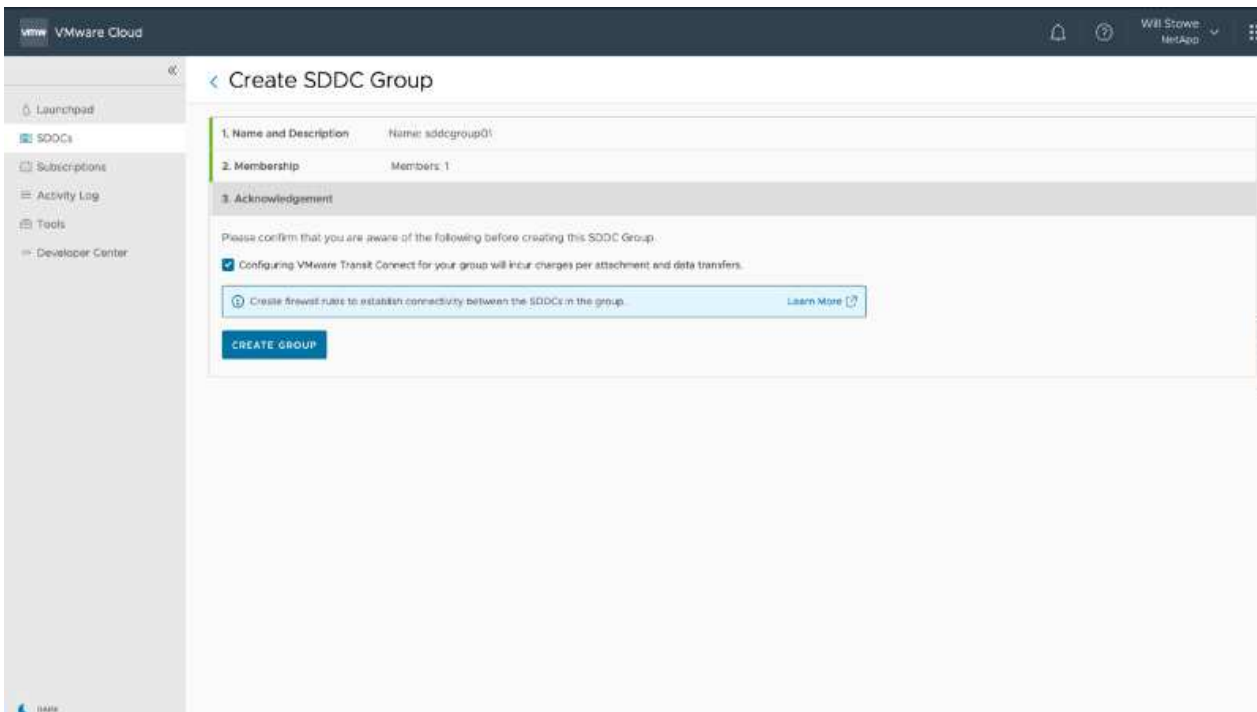 vmw VMware Cloud
Will Stowe
NetApp
Create SDDC Group
Launchpad
SDDCs
Subscriptions
Activity Log
Tools
Developer Center
1. Name and Description Name: sddcgroup01
2. Membership Members: 1
3. Acknowledgement
Please confirm that you are aware of the following before creating this SDDC Group.
Configuring VMware Transit Connect for your group will incur charges per attachment and data transfers.
Create firewall rules to establish connectivity between the SDDCs in the group. Learn More
CREATE GROUP
DARK